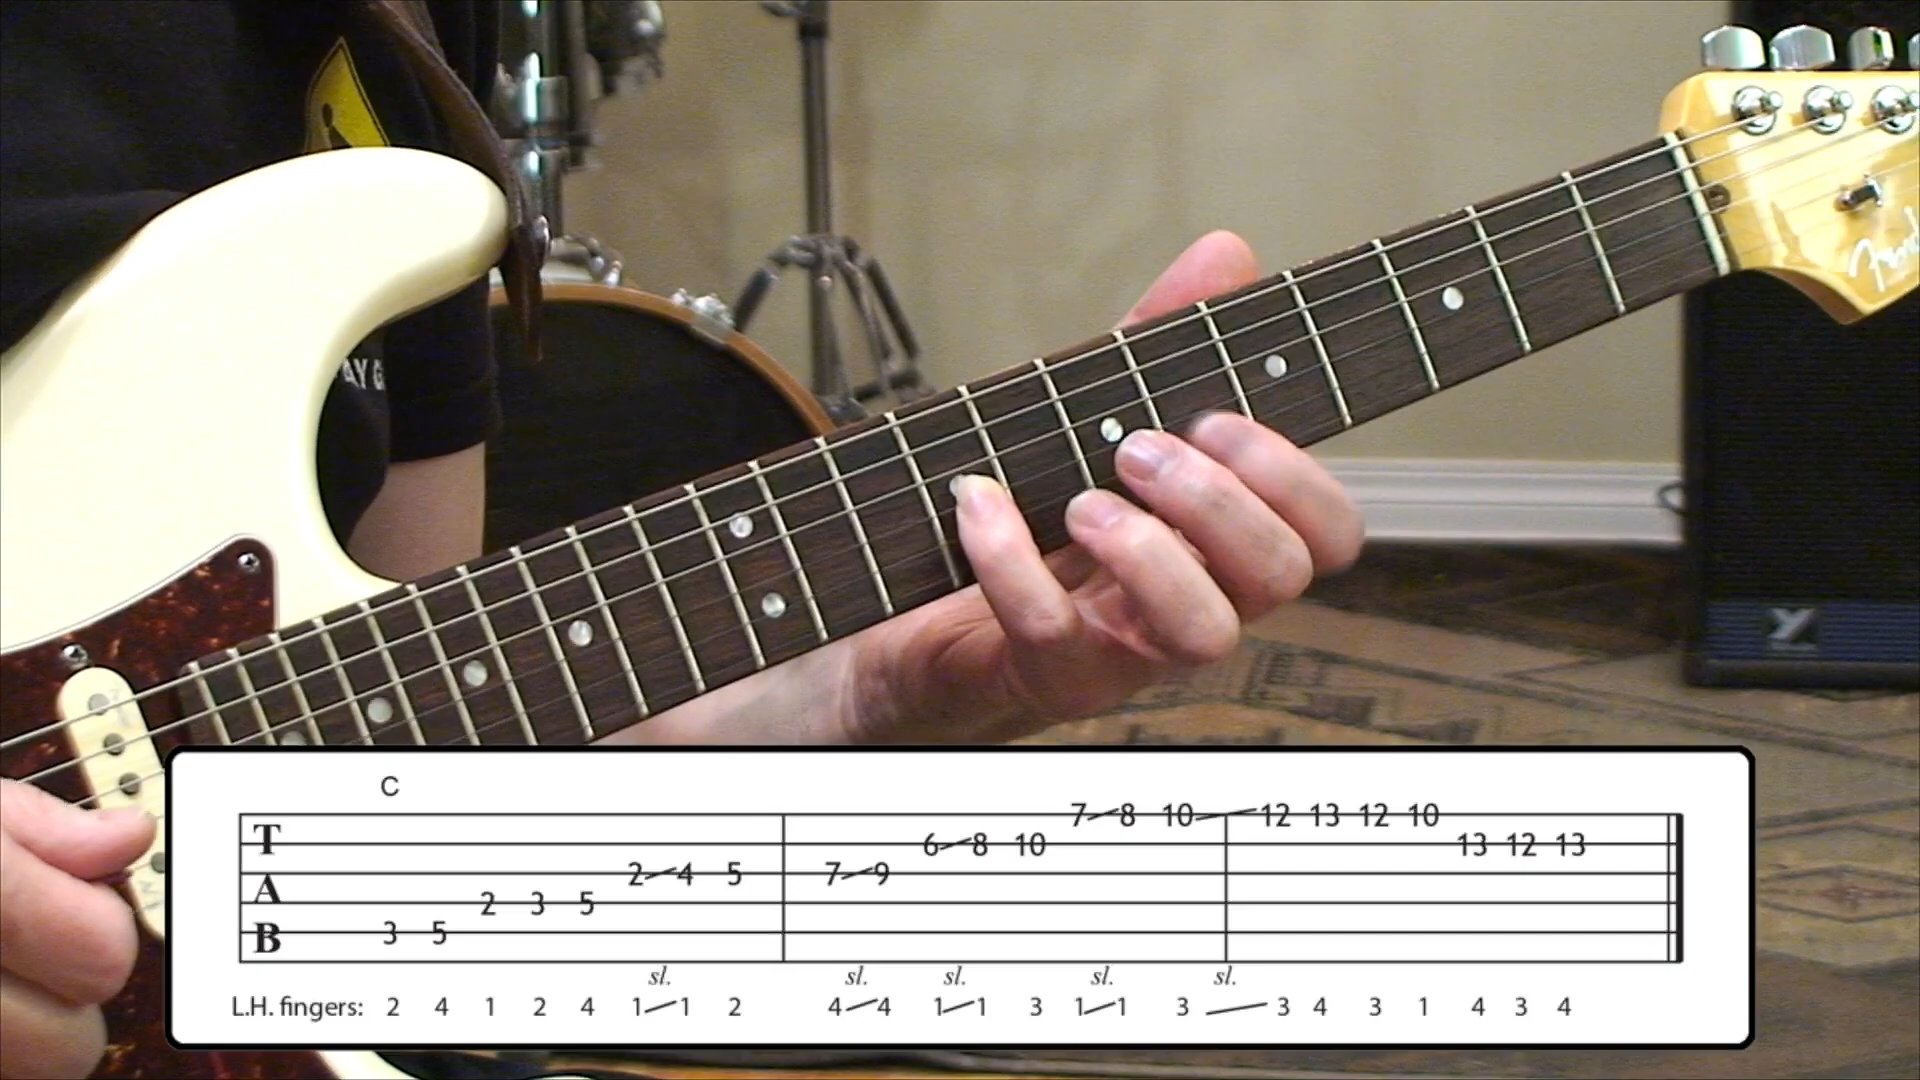 Fend
AY G
Y
C
7 8 10 12 13 12 10
T
6 8 10 13 12 13
2 4 5 7 9
A
2 3 5
B
3 5
sl. sl. sl. sl. sl.
L.H. fingers: 2 4 1 2 4 1 1 2 4 4 1 1 3 1 1 3 3 4 3 1 4 3 4